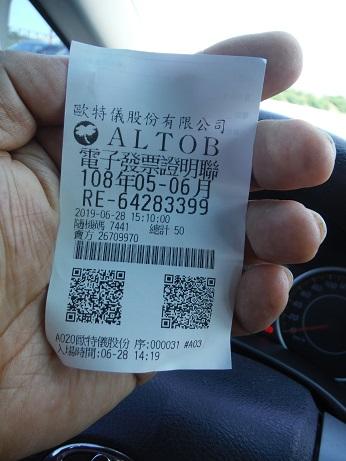 歐特儀股份有限公司
ALTOB
電子發票證明聯
108年05-06月
RE-64283399
2019-06-28 15:10:00
隨機碼 7441 總計 50
賣方 26709970
A020歐特儀股份 序:000031 #A03
入場時間:06-28 14:19